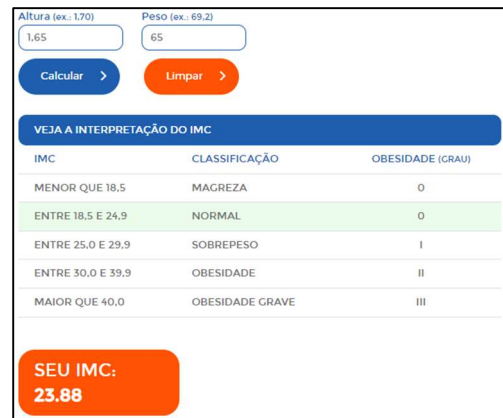 Altura (ex.: 1,70) Peso (ex.: 69,2)
1,65 65
Calcular > Limpar >
VEJA A INTERPRETAÇÃO DO IMC
IMC CLASSIFICAÇÃO OBESIDADE (GRAU)
MENOR QUE 18,5 MAGREZA 0
ENTRE 18,5 E 24,9 NORMAL 0
ENTRE 25,0 E 29,9 SOBREPESO I
ENTRE 30,0 E 39,9 OBESIDADE II
MAIOR QUE 40,0 OBESIDADE GRAVE III
SEU IMC:
23.88